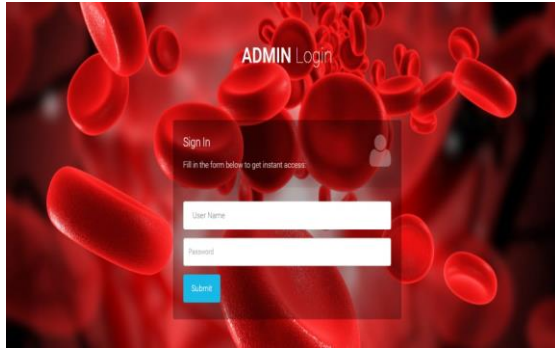 ADMIN Login
Sign In
Fill in the form below to get instant access:
User Name
Password
Submit